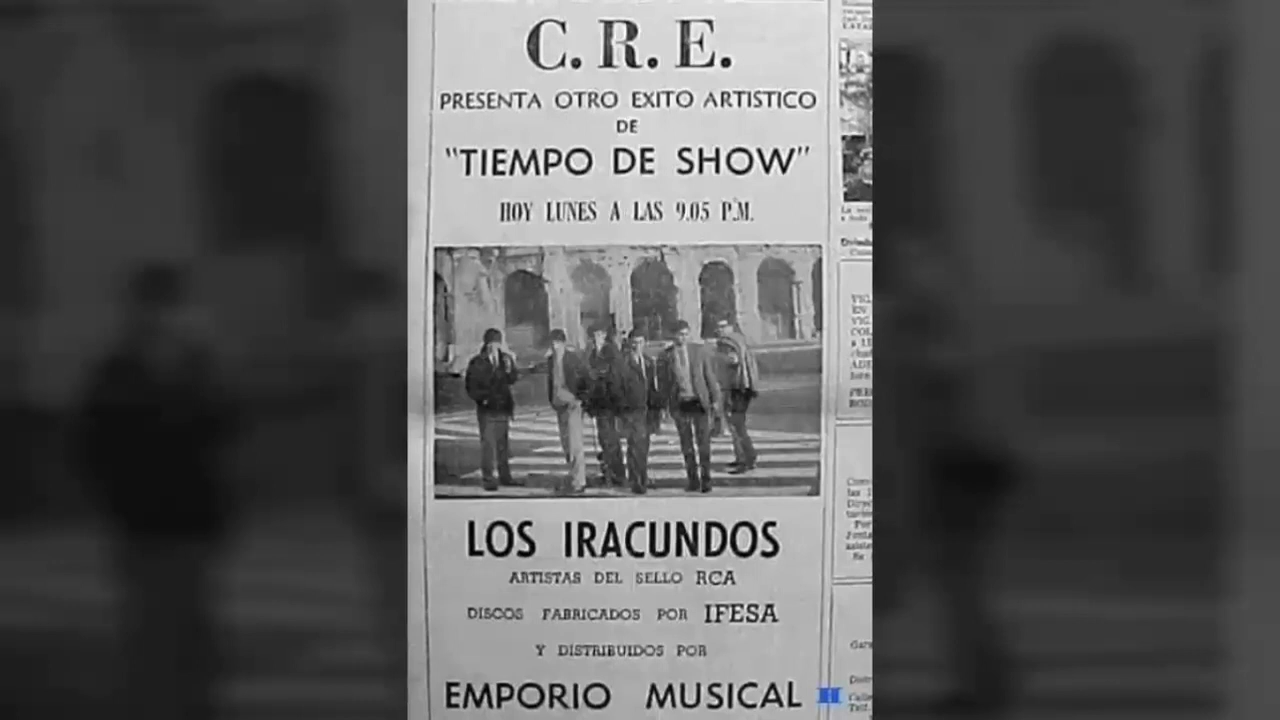 C. R. E.
PRESENTA OTRO EXITO ARTISTICO
DE
"TIEMPO DE SHOW"
HOY LUNES A LAS 9.05 P.M.
LOS IRACUNDOS
ARTISTAS DEL SELLO RCA
DISCOS FABRICADOS POR IFESA
Y DISTRIBUIDOS POR
EMPORIO MUSICAL